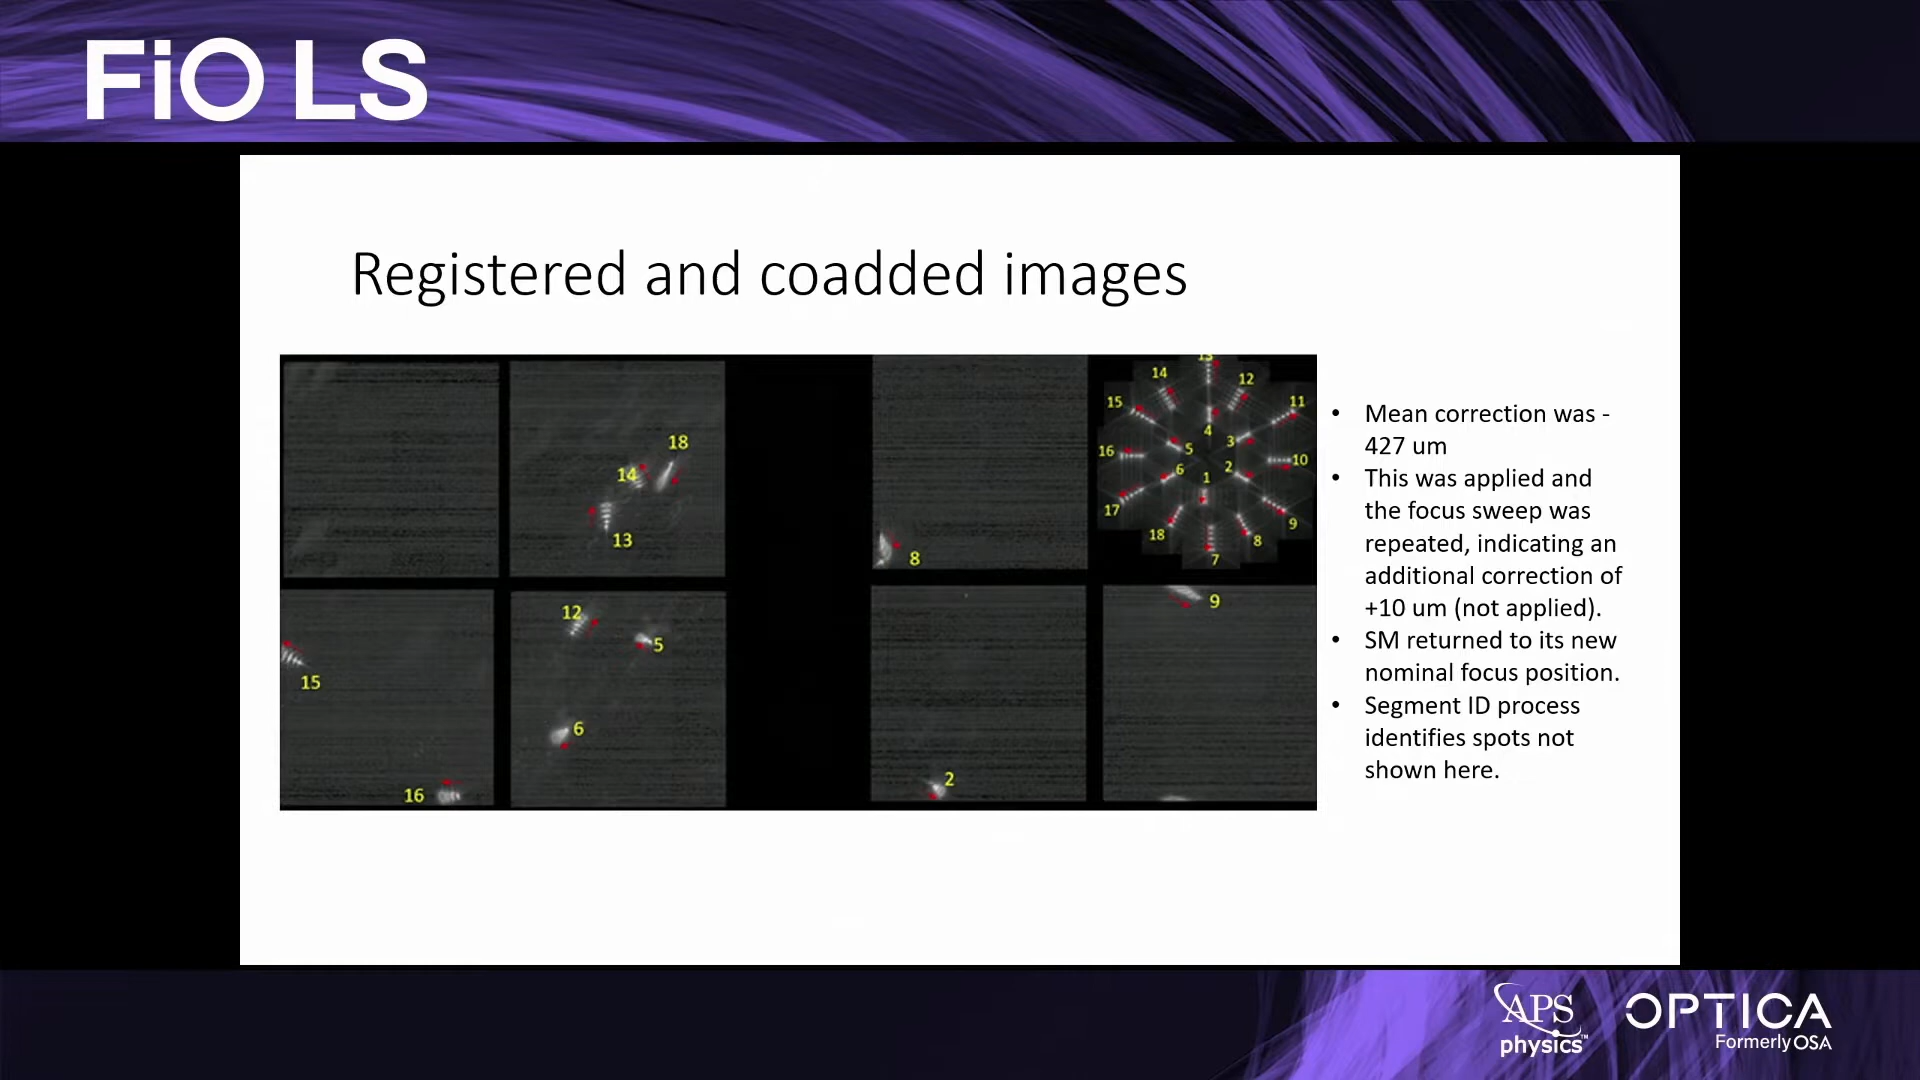 FiO LS
Registered and coadded images
18
14
13
15
16
12
5
6
8
2
9
13
14
12
15
11
4
3
5
16
10
2
6
1
17
9
18
8
7
• Mean correction was -
427 um
• This was applied and
the focus sweep was
repeated, indicating an
additional correction of
+10 um (not applied).
• SM returned to its new
nominal focus position.
• Segment ID process
identifies spots not
shown here.
APS
physics™
OPTICA
Formerly OSA